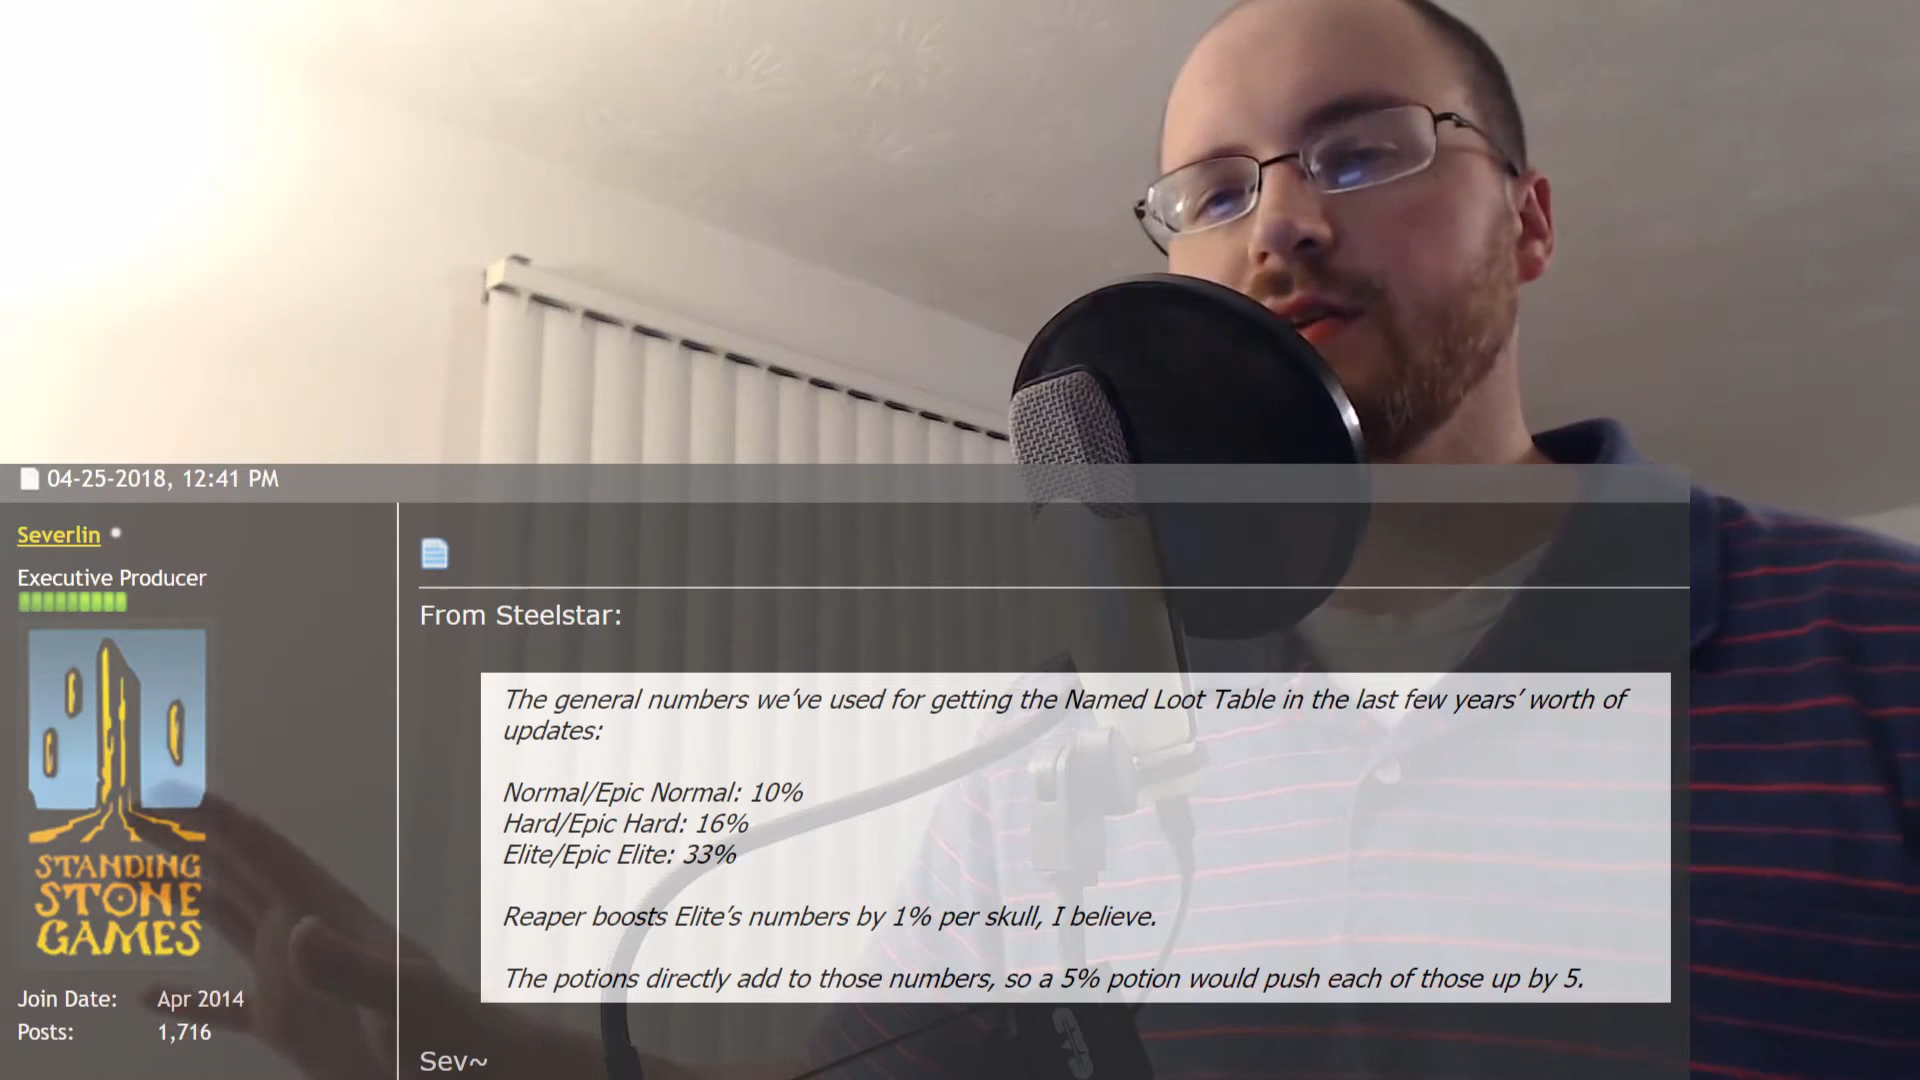 04-25-2018, 12:41 PM
Severlin
Executive Producer
STANDING
STONE
GAMES
Join Date: Apr 2014
Posts: 1,716
From Steelstar:
The general numbers we've used for getting the Named Loot Table in the last few years' worth of
updates:
Normal/Epic Normal: 10%
Hard/Epic Hard: 16%
Elite/Epic Elite: 33%
Reaper boosts Elite's numbers by 1% per skull, I believe.
The potions directly add to those numbers, so a 5% potion would push each of those up by 5.
Sev~